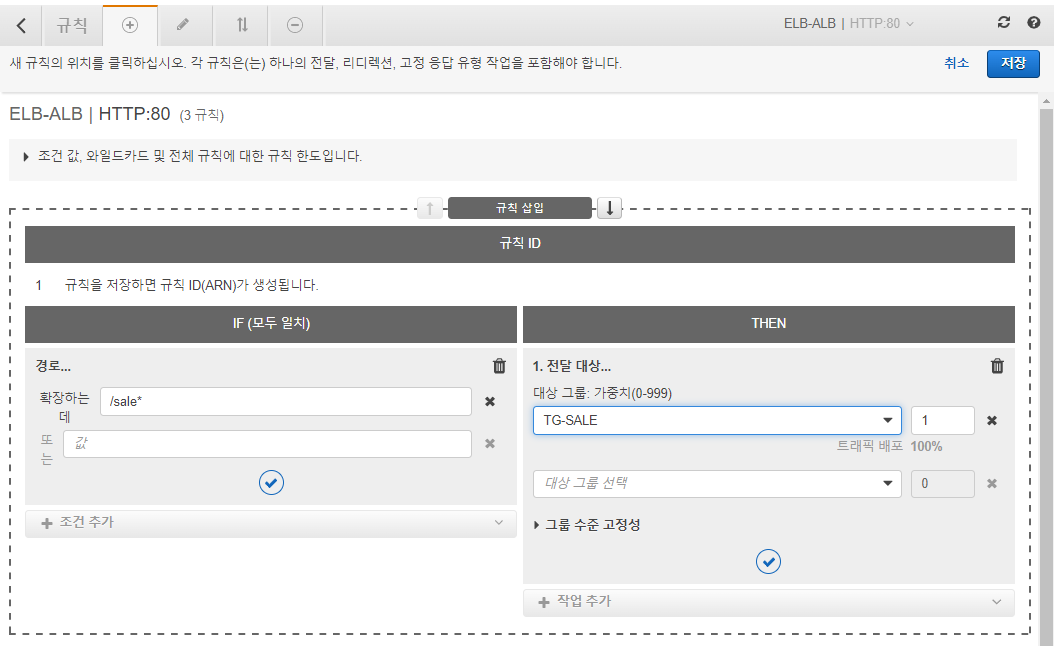 규칙
ELB-ALB | HTTP:80
새 규칙의 위치를 클릭하십시오. 각 규칙은(는) 하나의 전달, 리디렉션, 고정 응답 유형 작업을 포함해야 합니다.
취소
저장
ELB-ALB | HTTP:80 (3 규칙)
조건 값, 와일드카드 및 전체 규칙에 대한 규칙 한도입니다.
규칙 삽입
규칙 ID
1 규칙을 저장하면 규칙 ID(ARN)가 생성됩니다.
IF (모두 일치)
THEN
경로...
확장하는
데
/sale*
또
는
값
조건 추가
1. 전달 대상...
대상 그룹: 가중치(0-999)
TG-SALE
1
트래픽 배포 100%
대상 그룹 선택
0
그룹 수준 고정성
작업 추가